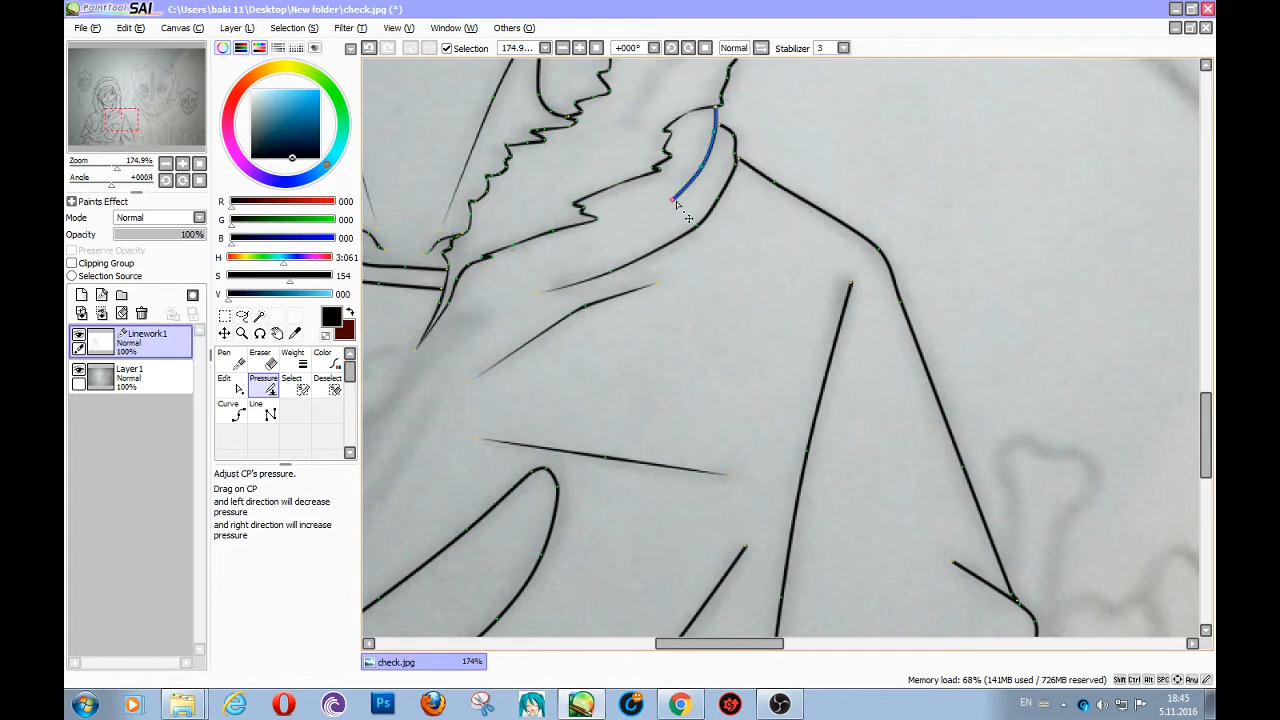 PaintTool SAI C:\Users\baki 11\Desktop\New folder\check.jpg (*)
File (F) Edit (E) Canvas (C) Layer (L) Selection (S) Filter (T) View (V) Window (W) Others (O)
Selection 174.9... +000° Normal Stabilizer 3
Zoom 174.9%
Angle +000Я
Paints Effect
Mode Normal
Opacity 100%
Preserve Opacity
Clipping Group
Selection Source
Linework1
Normal
100%
Layer1
Normal
100%
R 000
G 000
B 000
H 3:061
S 154
V 000
Pen Eraser Weight Color
Edit Pressure Select Deselect
Curve Line
Adjust CP's pressure.
Drag on CP
and left direction will decrease
pressure
and right direction will increase
pressure
check.jpg 174%
Memory load: 68% (141MB used / 726MB reserved)
Ps
EN 18:45
5.11.2016